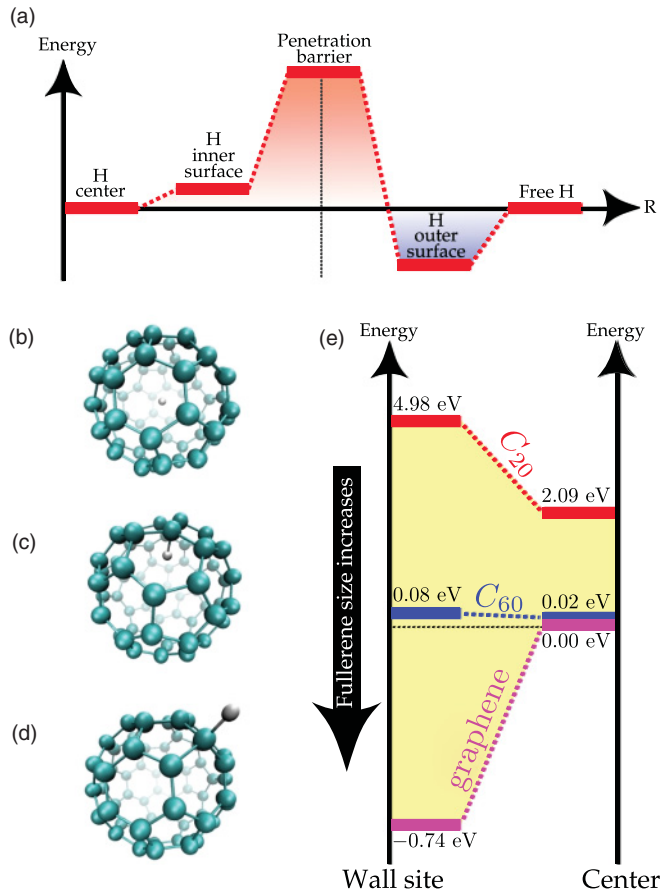 (a)
Energy
Penetration
barrier
H
inner
surface
H
center
Free H
R
H
outer
surface
(b)
(c)
(d)
(e)
Energy
Energy
4.98 eV
C20
2.09 eV
Fullerene size increases
0.08 eV
C60
0.02 eV
0.00 eV
graphene
−0.74 eV
Wall site
Center